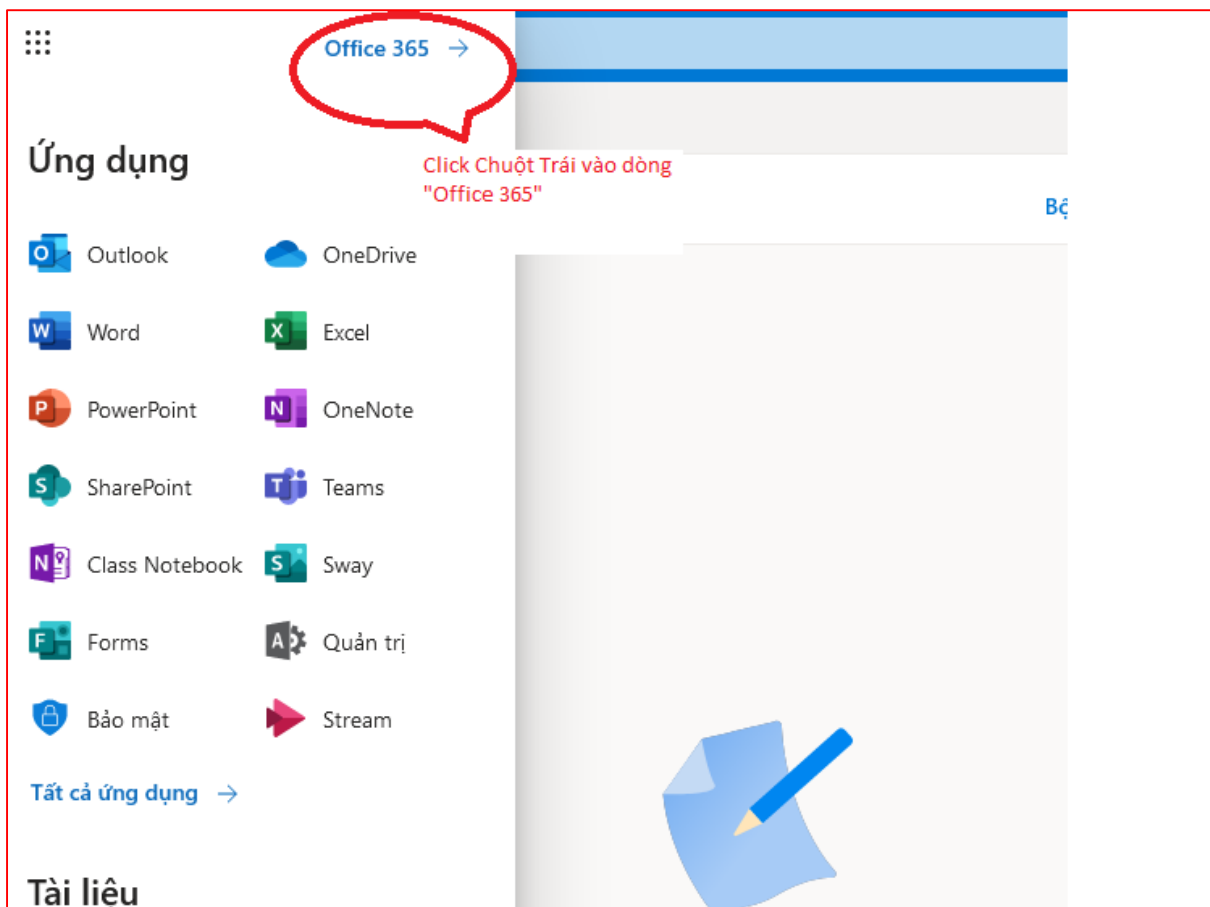 Office 365 →
Ứng dụng
Click Chuột Trái vào dòng
"Office 365"
Bộ
Outlook
OneDrive
Word
Excel
PowerPoint
OneNote
SharePoint
Teams
Class Notebook
Sway
Forms
Quản trị
Bảo mật
Stream
Tất cả ứng dụng →
Tài liệu